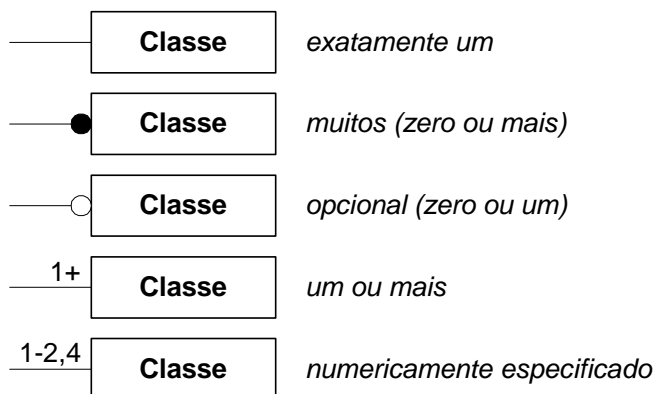 Classe exatamente um
Classe muitos (zero ou mais)
Classe opcional (zero ou um)
1+ Classe um ou mais
1-2,4 Classe numericamente especificado